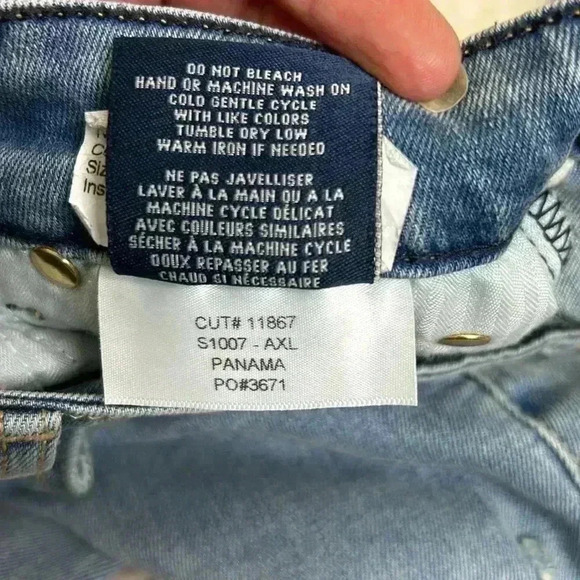 DO NOT BLEACH
HAND OR MACHINE WASH ON
COLD GENTLE CYCLE
WITH LIKE COLORS
TUMBLE DRY LOW
WARM IRON IF NEEDED
NE PAS JAVELLISER
LAVER À LA MAIN OU A LA
MACHINE CYCLE DÉLICAT
AVEC COULEURS SIMILAIRES
SÉCHER À LA MACHINE CYCLE
DOUX REPASSER AU FER
CHAUD SI NÉCESSAIRE
Ins
CUT# 11867
S1007 - AXL
PANAMA
PO#3671